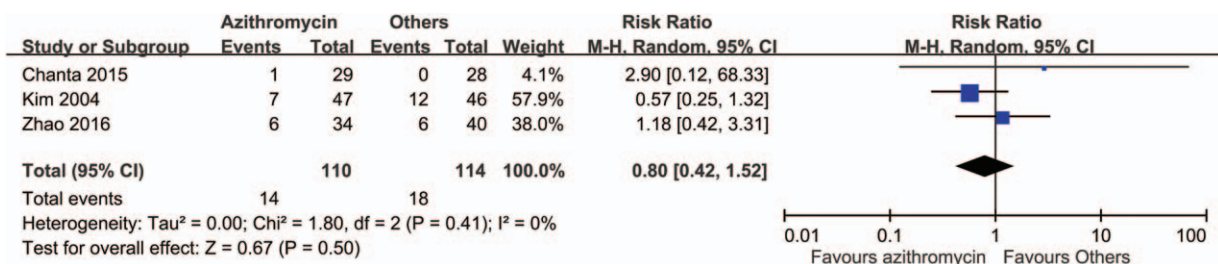 Azithromycin Others Risk Ratio Risk Ratio
Study or Subgroup Events Total Events Total Weight M-H. Random. 95% CI M-H. Random. 95% CI
Chanta 2015 1 29 0 28 4.1% 2.90 [0.12, 68.33]
Kim 2004 7 47 12 46 57.9% 0.57 [0.25, 1.32]
Zhao 2016 6 34 6 40 38.0% 1.18 [0.42, 3.31]
Total (95% CI) 110 114 100.0% 0.80 [0.42, 1.52]
Total events 14 18
Heterogeneity: Tau² = 0.00; Chi² = 1.80, df = 2 (P = 0.41); I² = 0%
Test for overall effect: Z = 0.67 (P = 0.50)
0.01 0.1 1 10 100
Favours azithromycin Favours Others